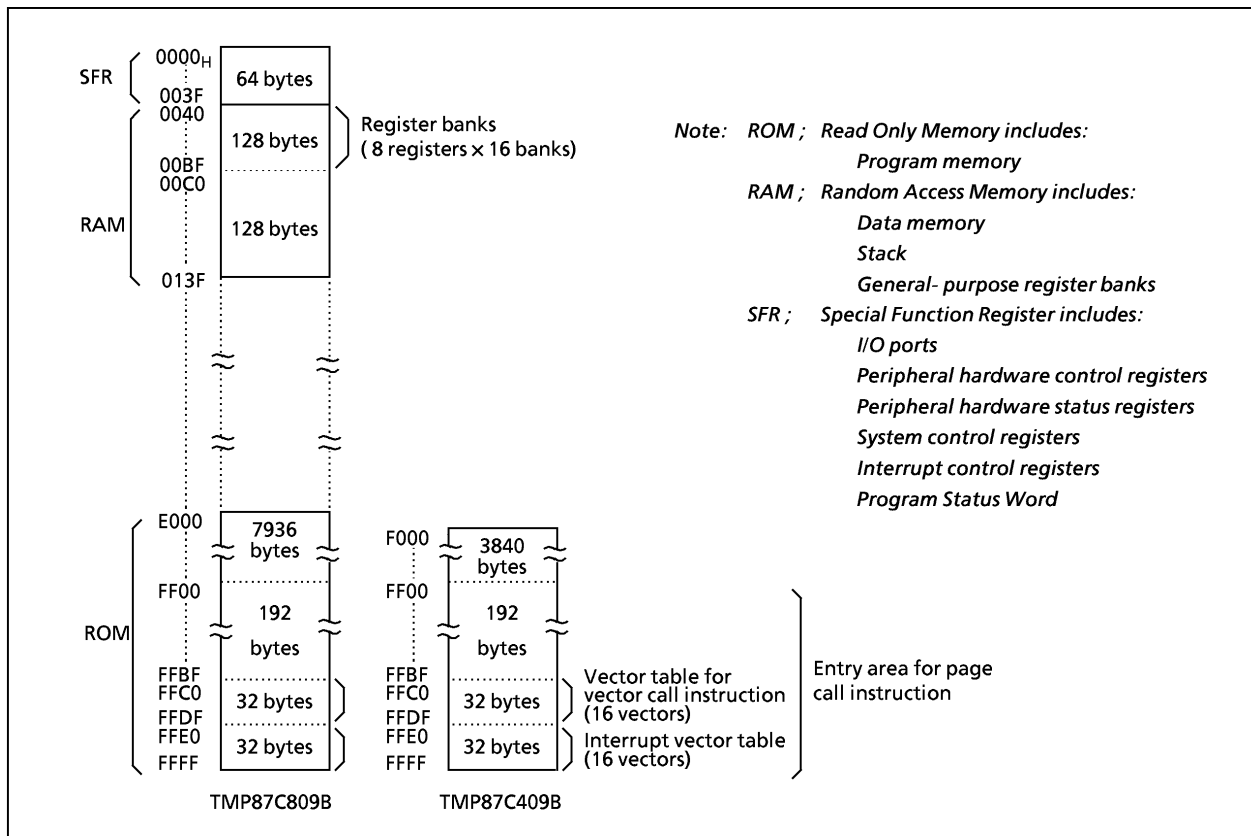 0000H
SFR
64 bytes
003F
0040
128 bytes
Register banks
( 8 registers × 16 banks)
00BF
00C0
RAM
128 bytes
013F
Note: ROM ; Read Only Memory includes:
Program memory
RAM ; Random Access Memory includes:
Data memory
Stack
General- purpose register banks
SFR ; Special Function Register includes:
I/O ports
Peripheral hardware control registers
Peripheral hardware status registers
System control registers
Interrupt control registers
Program Status Word
E000
7936
bytes
FF00
192
bytes
ROM
FFBF
FFC0
32 bytes
FFDF
FFE0
32 bytes
FFFF
TMP87C809B
F000
3840
bytes
FF00
192
bytes
FFBF
FFC0
32 bytes
FFDF
FFE0
32 bytes
FFFF
TMP87C409B
Vector table for
vector call instruction
(16 vectors)
Interrupt vector table
(16 vectors)
Entry area for page
call instruction